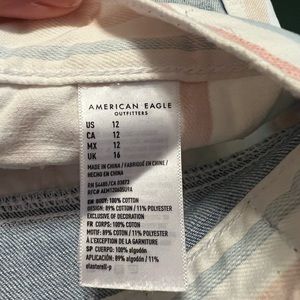 AMERICAN EAGLE
OUTFITTERS
US 12
CA 12
MX 12
UK 16
MADE IN CHINA / FABRIQUÉ EN CHINE /
HECHO EN CHINA
EN BODY: 100% COTTON
DESIGN: 89% COTTON / 11% POLYESTER
EXCLUSIVE OF DECORATION
FR CORPS: 100% COTON
MOTIF: 89% COTON / 11% POLYESTER
À L'EXCEPTION DE LA GARNITURE
SP CUERPO: 100% algodón
DISEÑO: 89% algodón / 11% poliéster